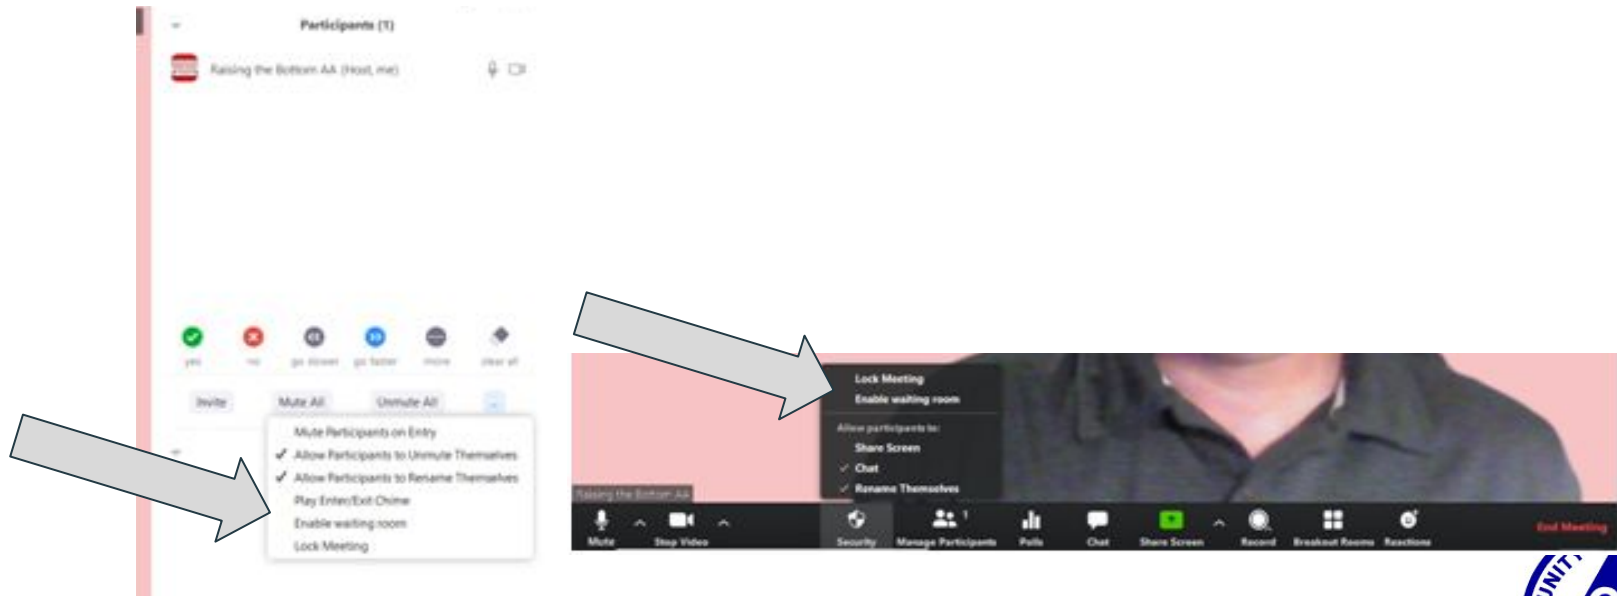 Participants (1)
Raising the Bottom AA (Host, me)
yes no go slower go faster more clear all
Invite Mute All Unmute All ...
Mute Participants on Entry
✓ Allow Participants to Unmute Themselves
✓ Allow Participants to Rename Themselves
Play Enter/Exit Chime
Enable waiting room
Lock Meeting
Lock Meeting
Enable waiting room
Allow participants to:
Share Screen
✓ Chat
✓ Rename Themselves
Raising the Bottom AA
1
Mute Stop Video Security Manage Participants Polls Chat Share Screen Record Breakout Rooms Reactions End Meeting